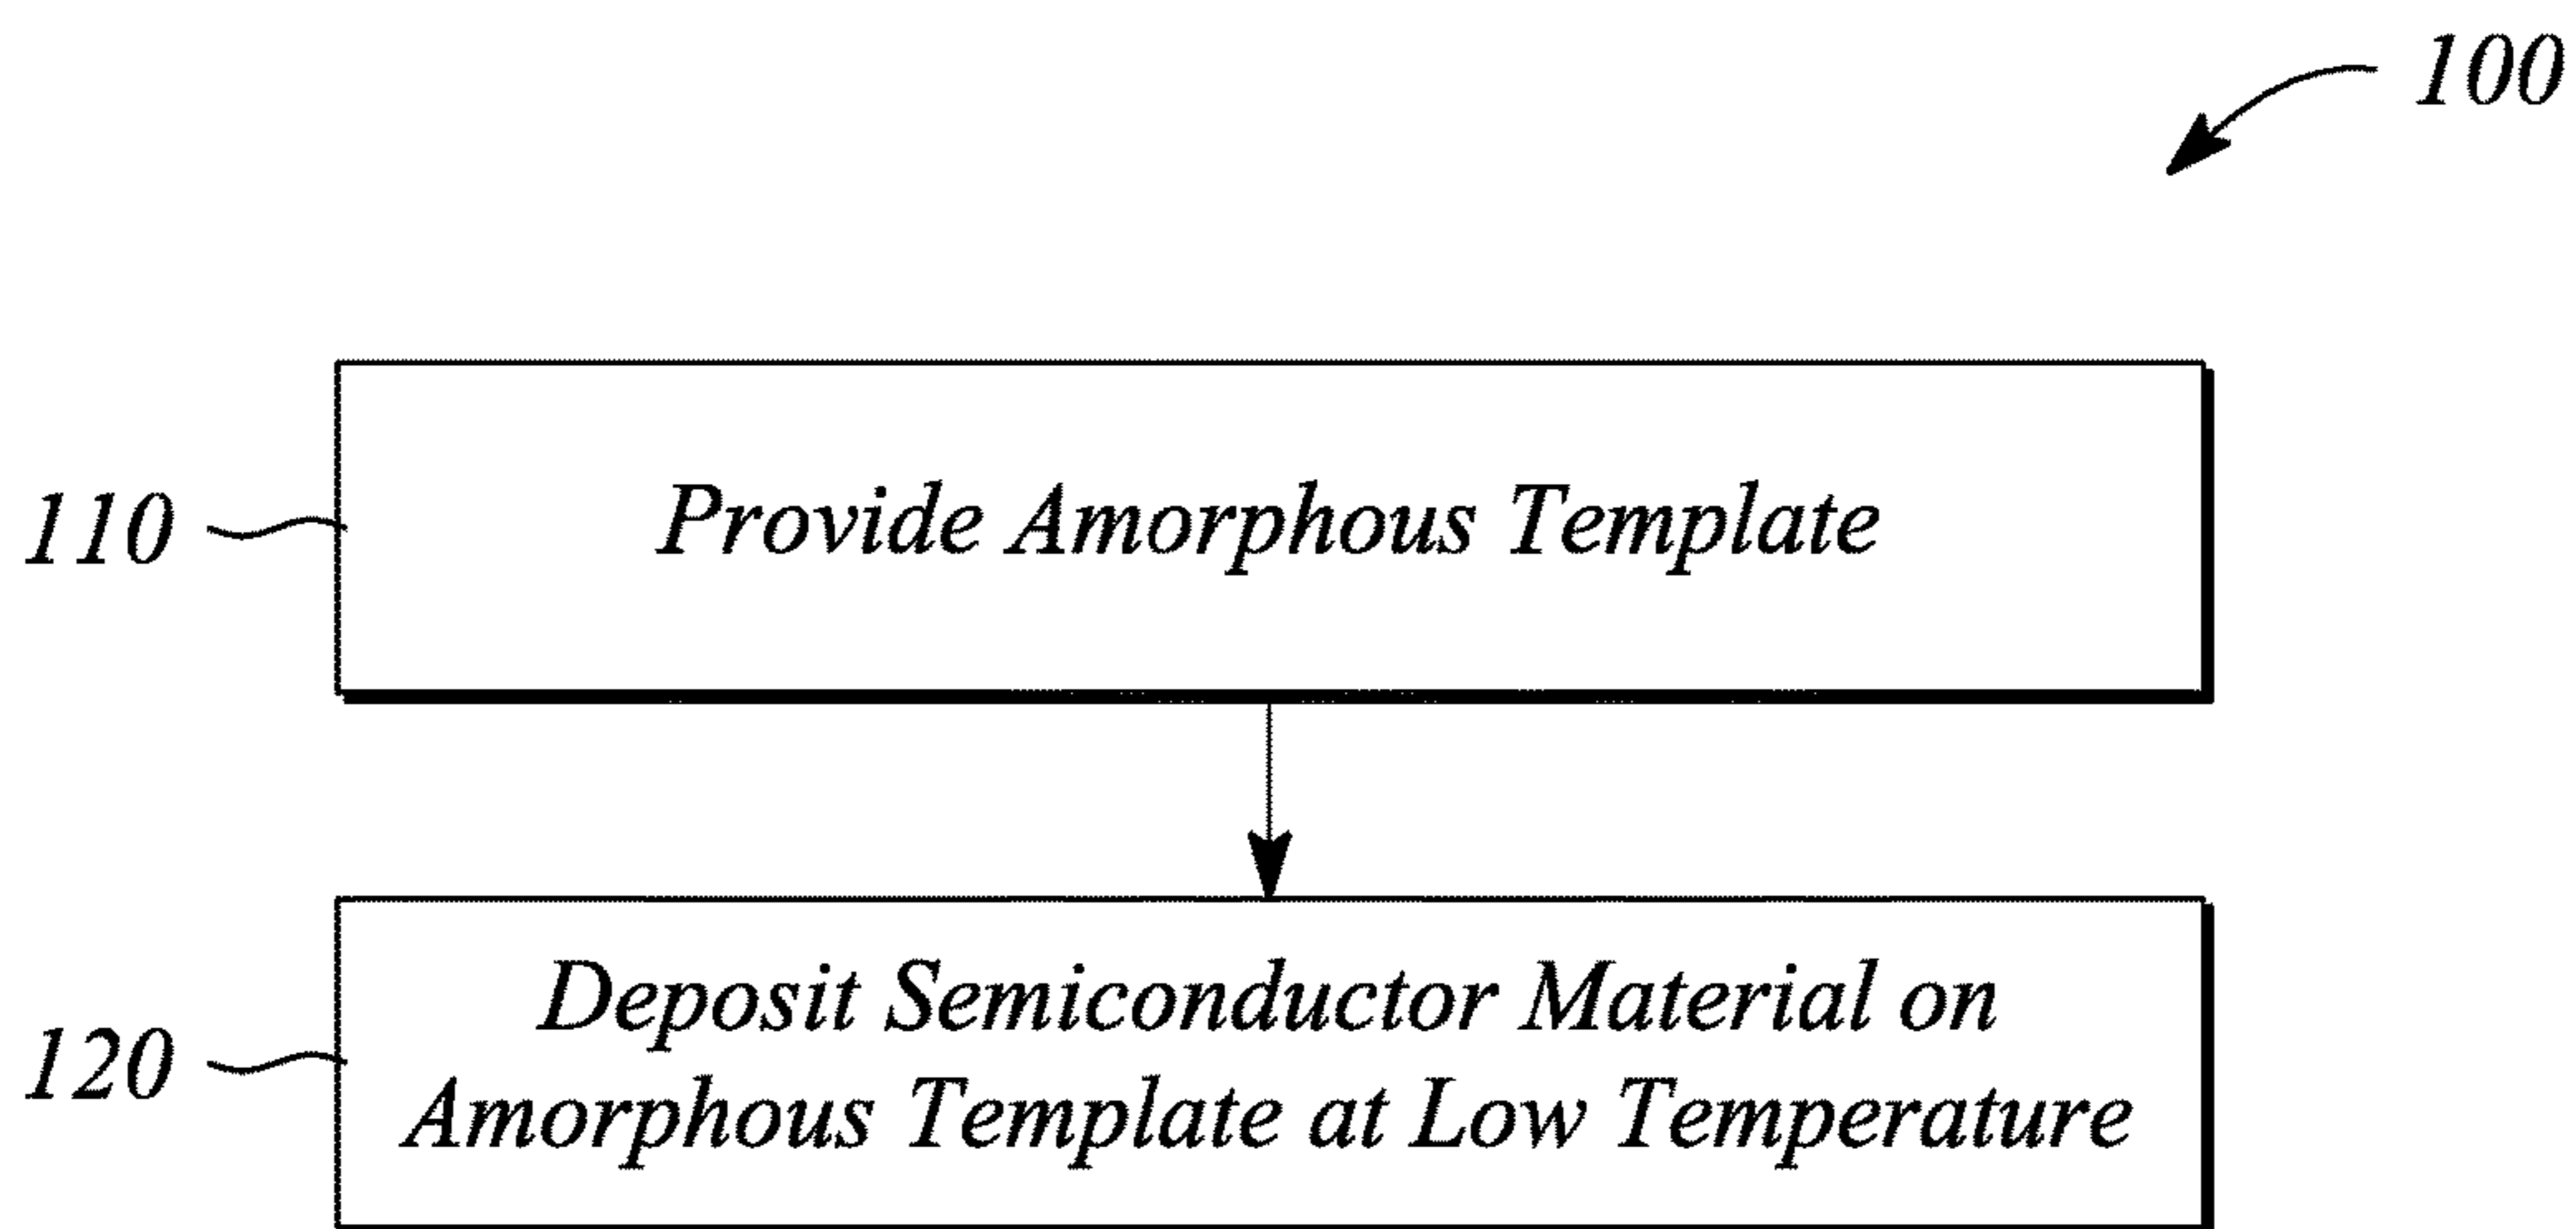 100
110
Provide Amorphous Template
120
Deposit Semiconductor Material on
Amorphous Template at Low Temperature